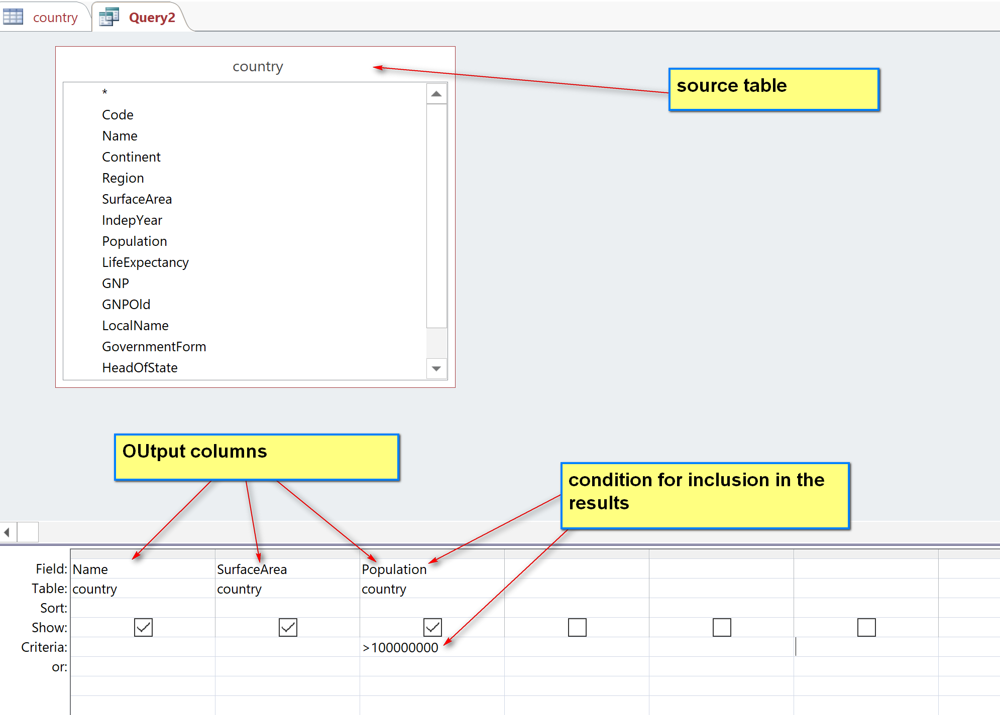 country
Query2
country
source table
*
Code
Name
Continent
Region
SurfaceArea
IndepYear
Population
LifeExpectancy
GNP
GNPOld
LocalName
GovernmentForm
HeadOfState
OUtput columns
condition for inclusion in the
results
Field: Name SurfaceArea Population
Table: country country country
Sort:
Show:
Criteria: >100000000
or: